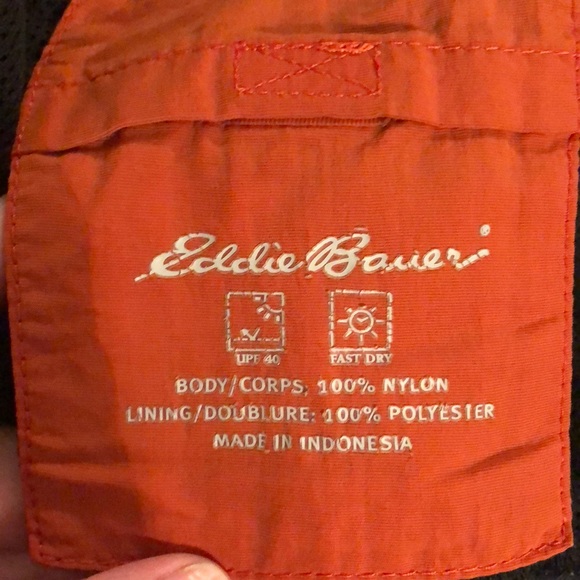 Eddie Bauer
UPF 40 FAST DRY
BODY/CORPS: 100% NYLON
LINING/DOUBLURE: 100% POLYESTER
MADE IN INDONESIA